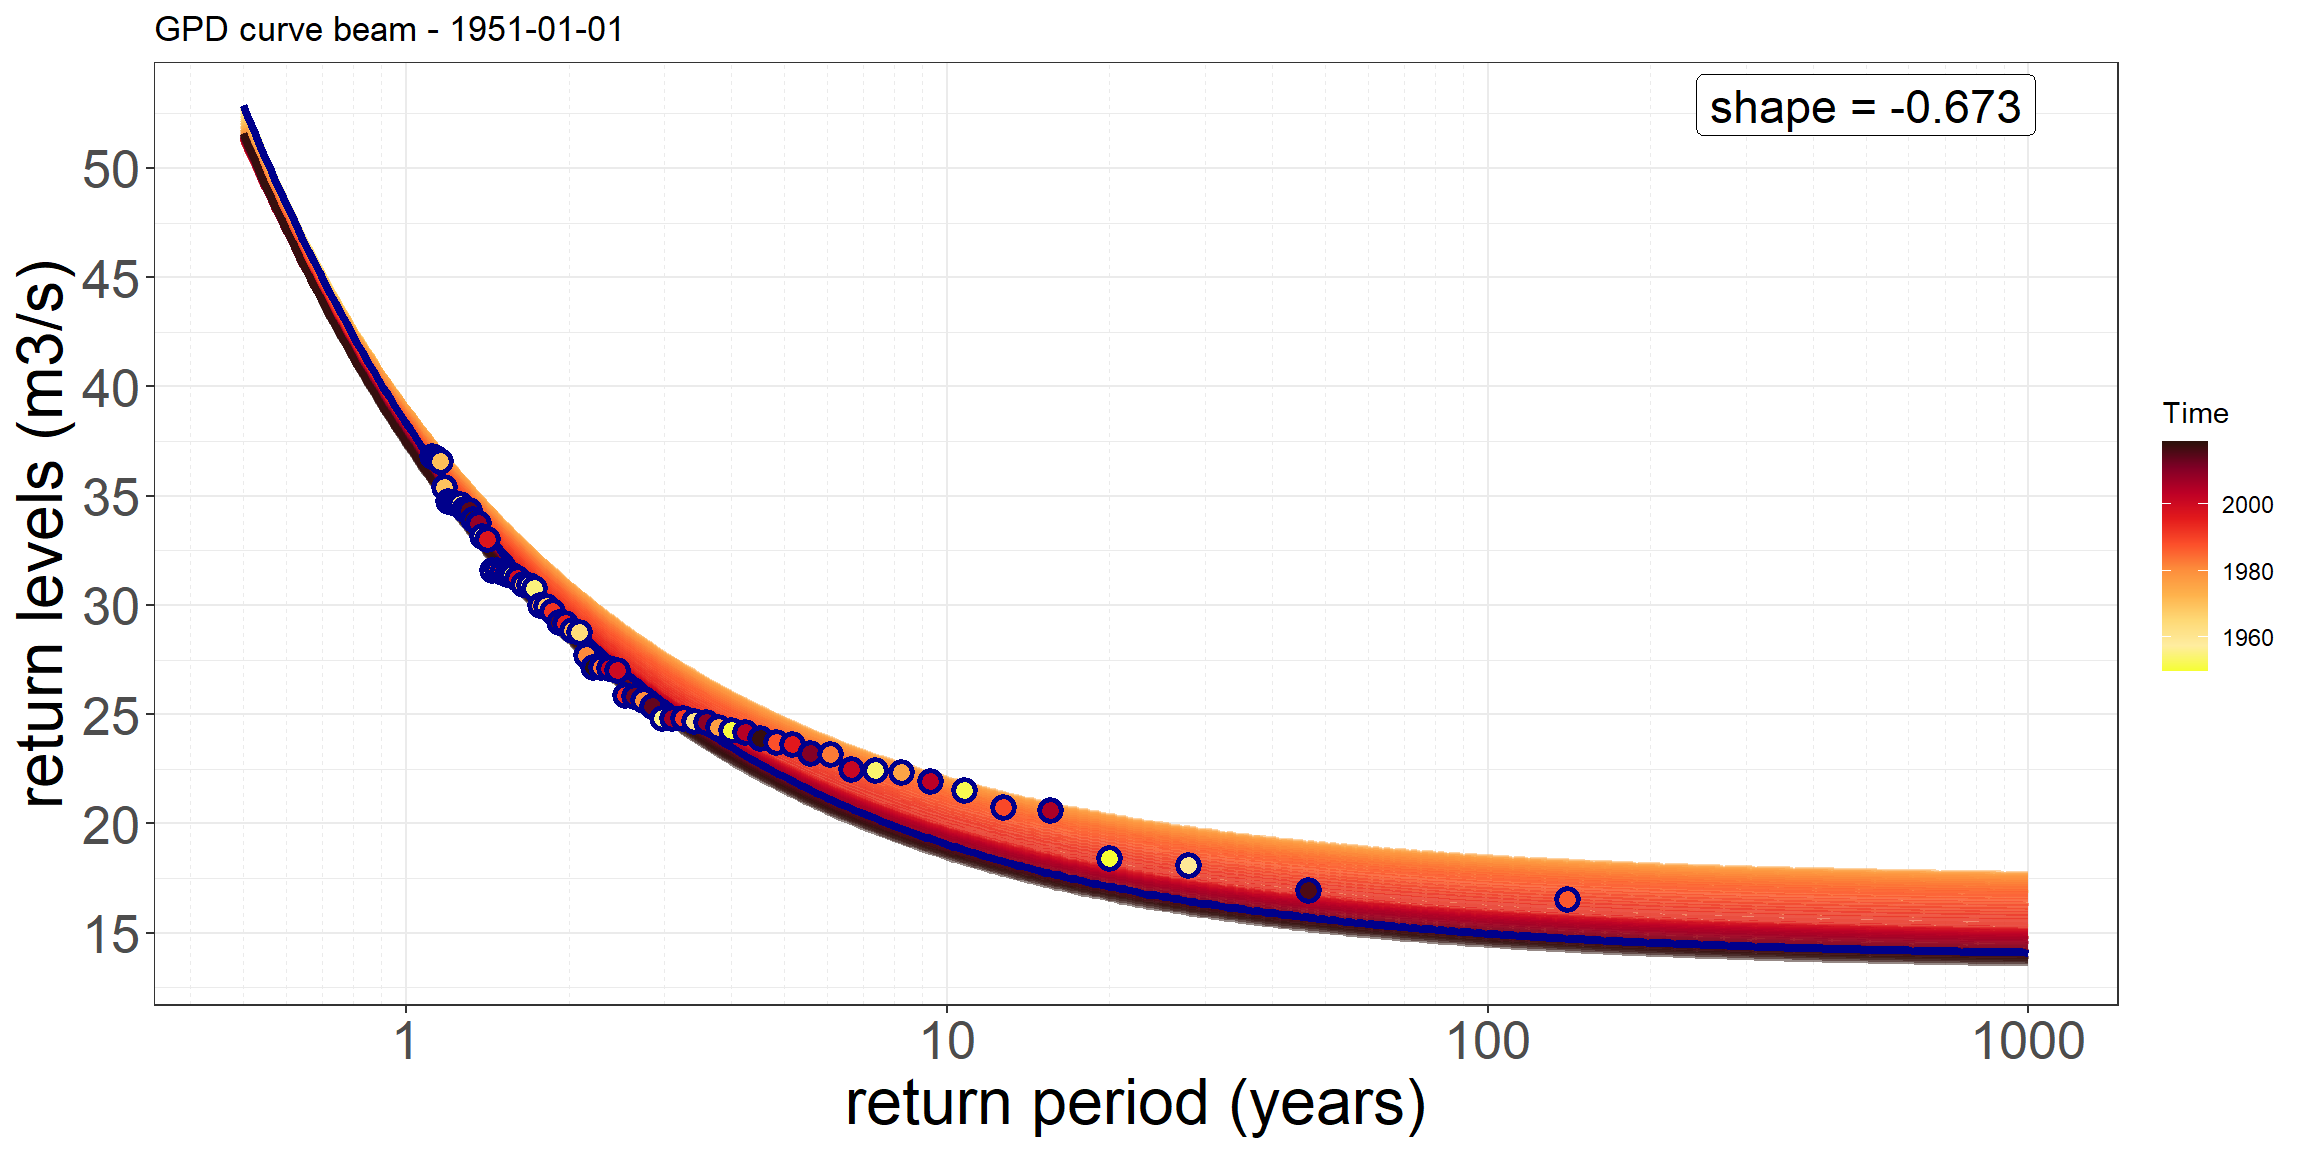 GPD curve beam - 1951-01-01
shape = -0.673
return levels (m3/s)
50
45
40
35
30
25
20
15
1 10 100 1000
return period (years)
Time
2000
1980
1960